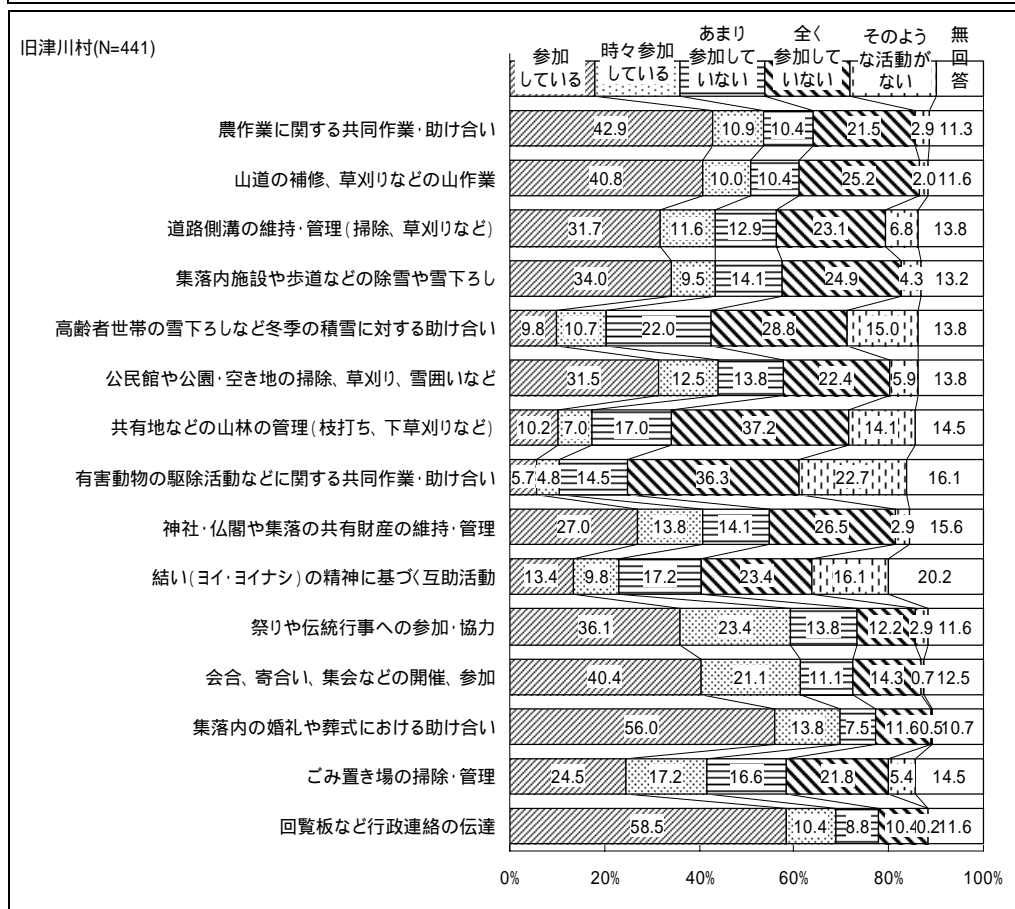 旧津川村(N=441)
参加している 時々参加している あまり参加していない 全く参加していない そのような活動がない 無回答
農作業に関する共同作業・助け合い 42.9 10.9 10.4 21.5 2.9 11.3
山道の補修、草刈りなどの山作業 40.8 10.0 10.4 25.2 2.0 11.6
道路側溝の維持・管理(掃除、草刈りなど) 31.7 11.6 12.9 23.1 6.8 13.8
集落内施設や歩道などの除雪や雪下ろし 34.0 9.5 14.1 24.9 4.3 13.2
高齢者世帯の雪下ろしなど冬季の積雪に対する助け合い 9.8 10.7 22.0 28.8 15.0 13.8
公民館や公園・空き地の掃除、草刈り、雪囲いなど 31.5 12.5 13.8 22.4 5.9 13.8
共有地などの山林の管理(枝打ち、下草刈りなど) 10.2 7.0 17.0 37.2 14.1 14.5
有害動物の駆除活動などに関する共同作業・助け合い 5.7 4.8 14.5 36.3 22.7 16.1
神社・仏閣や集落の共有財産の維持・管理 27.0 13.8 14.1 26.5 2.9 15.6
結い(ヨイ・ヨイナシ)の精神に基づく互助活動 13.4 9.8 17.2 23.4 16.1 20.2
祭りや伝統行事への参加・協力 36.1 23.4 13.8 12.2 2.9 11.6
会合、寄合い、集会などの開催、参加 40.4 21.1 11.1 14.3 0.7 12.5
集落内の婚礼や葬式における助け合い 56.0 13.8 7.5 11.6 0.5 10.7
ごみ置き場の掃除・管理 24.5 17.2 16.6 21.8 5.4 14.5
回覧板など行政連絡の伝達 58.5 10.4 8.8 10.4 0.2 11.6
0% 20% 40% 60% 80% 100%